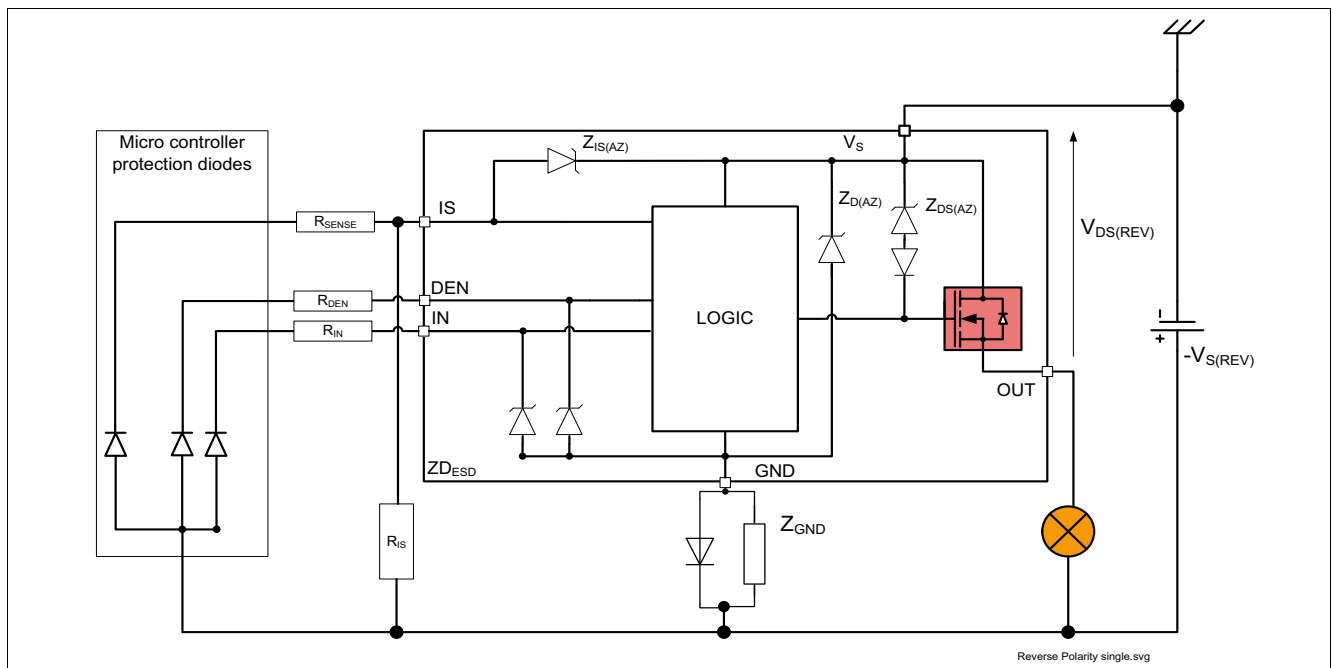 Micro controller
protection diodes
Z_IS(AZ)
V_S
Z_D(AZ)
Z_DS(AZ)
V_DS(REV)
R_SENSE
IS
DEN
R_DEN
IN
R_IN
LOGIC
-
+
-V_S(REV)
OUT
ZD_ESD
GND
Z_GND
R_IS
Reverse Polarity single.svg